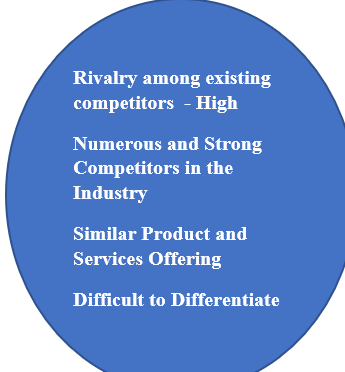 Rivalry among existing
competitors - High
Numerous and Strong
Competitors in the
Industry
Similar Product and
Services Offering
Difficult to Differentiate